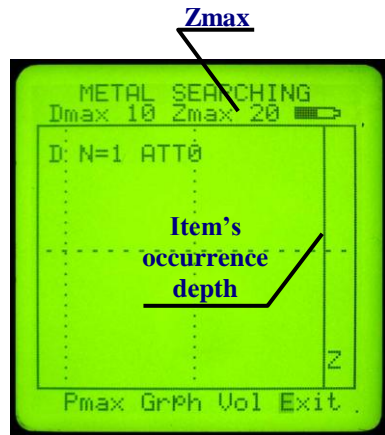 Zmax
METAL SEARCHING
Dmax 10 Zmax 20
D: N=1 ATT0
Item's
occurrence
depth
Z
Pmax Grph Vol Exit